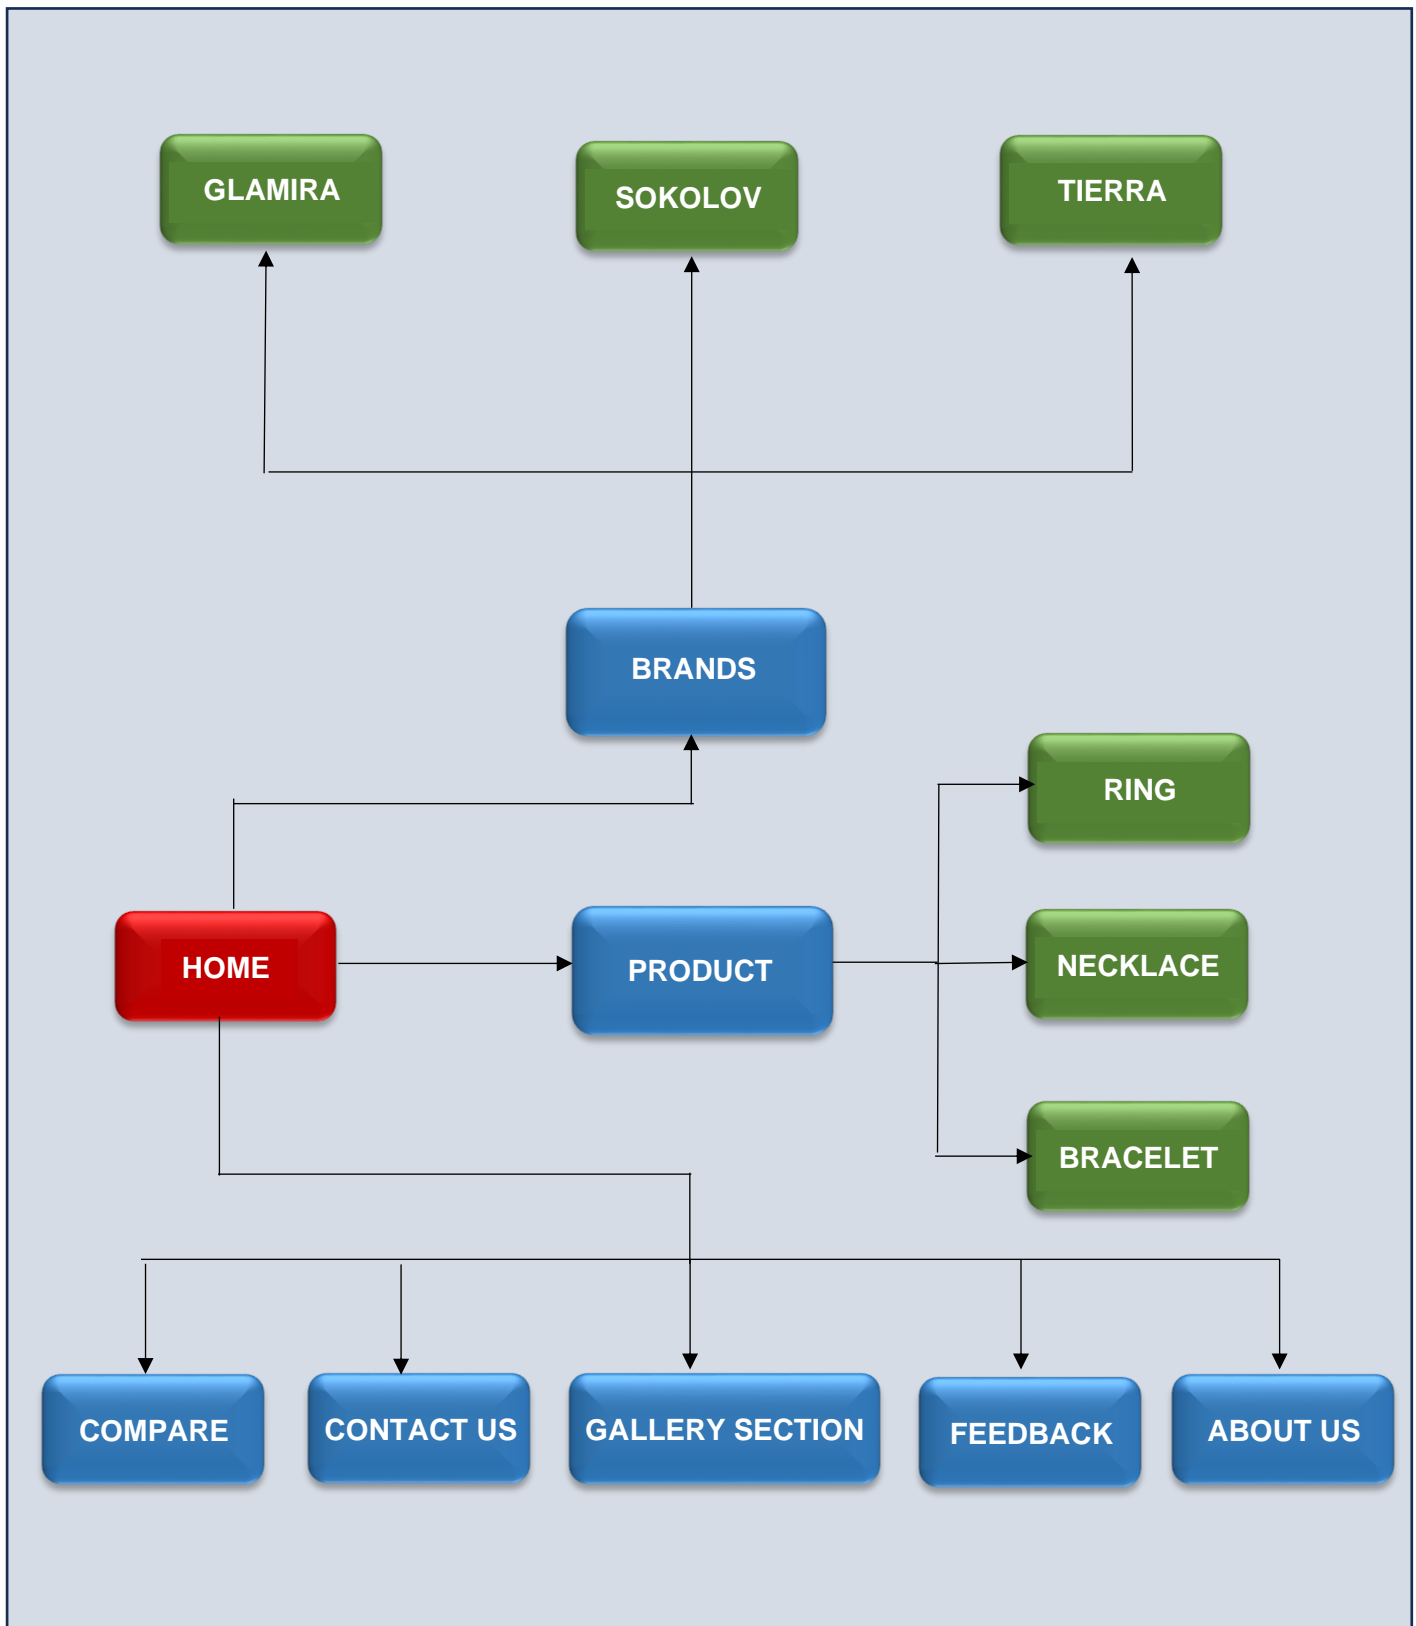 GLAMIRA
SOKOLOV
TIERRA
BRANDS
RING
HOME
PRODUCT
NECKLACE
BRACELET
COMPARE
CONTACT US
GALLERY SECTION
FEEDBACK
ABOUT US